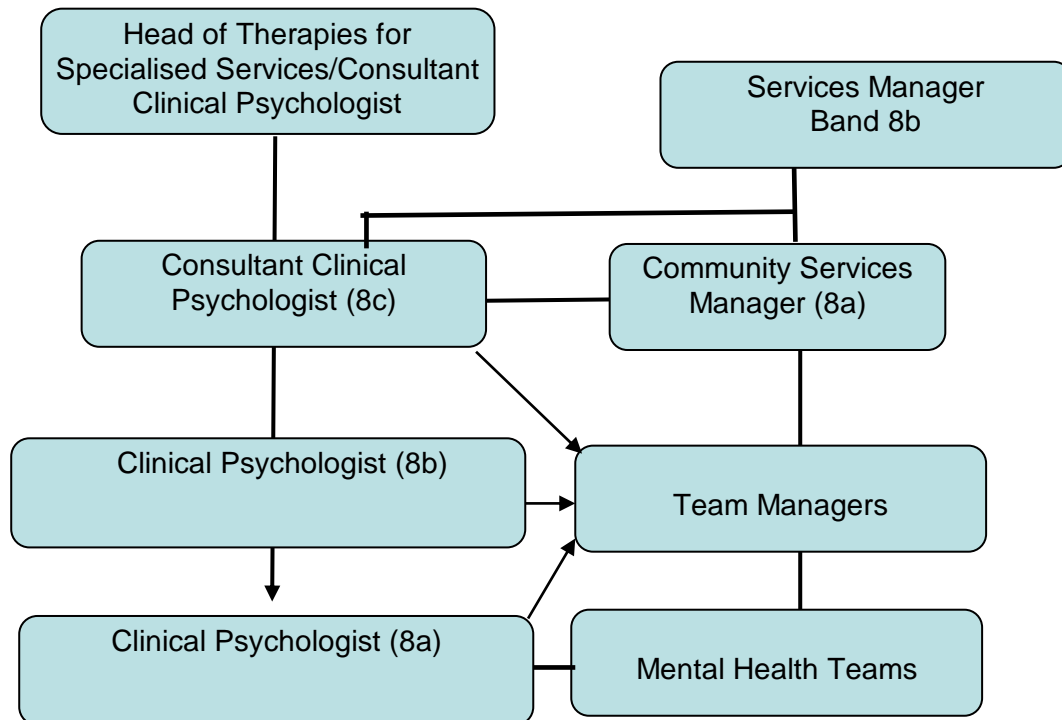 Head of Therapies for
Specialised Services/Consultant
Clinical Psychologist
Services Manager
Band 8b
Consultant Clinical
Psychologist (8c)
Community Services
Manager (8a)
Clinical Psychologist (8b)
Team Managers
Clinical Psychologist (8a)
Mental Health Teams